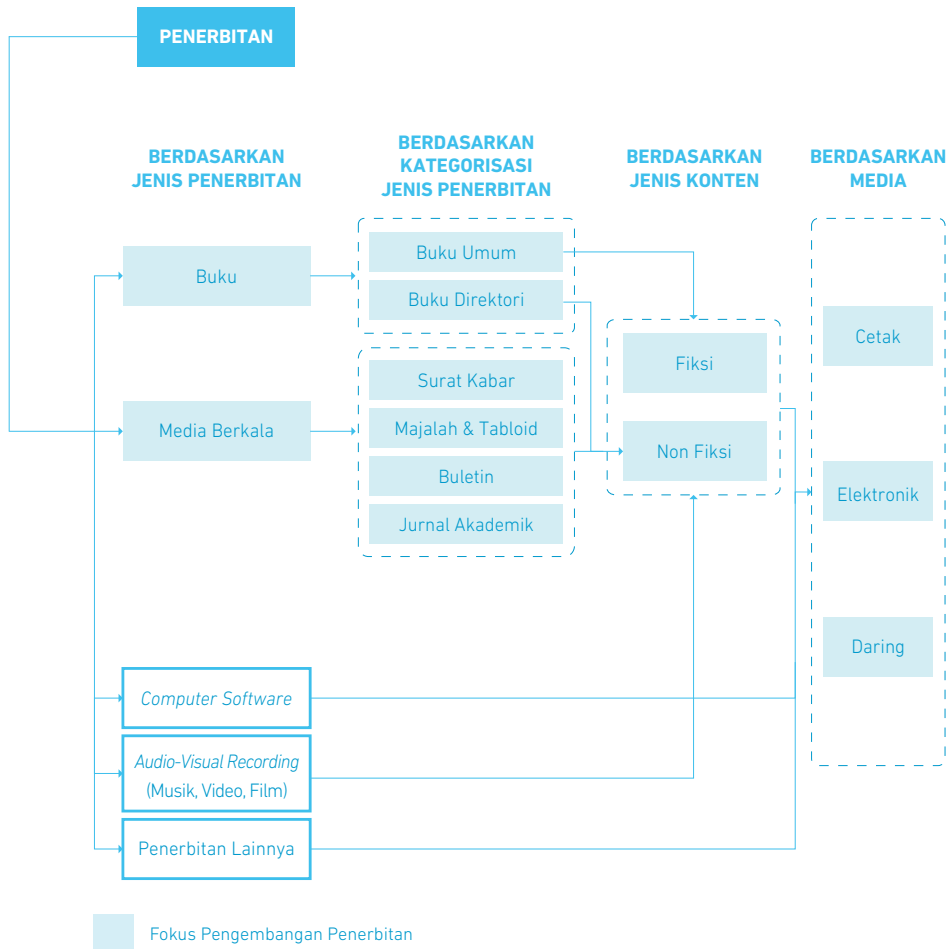 PENERBITAN
BERDASARKAN
JENIS PENERBITAN
BERDASARKAN
KATEGORISASI
JENIS PENERBITAN
BERDASARKAN
JENIS KONTEN
BERDASARKAN
MEDIA
Buku
Media Berkala
Buku Umum
Buku Direktori
Surat Kabar
Majalah & Tabloid
Buletin
Jurnal Akademik
Fiksi
Non Fiksi
Cetak
Elektronik
Daring
Computer Software
Audio-Visual Recording
(Musik, Video, Film)
Penerbitan Lainnya
Fokus Pengembangan Penerbitan